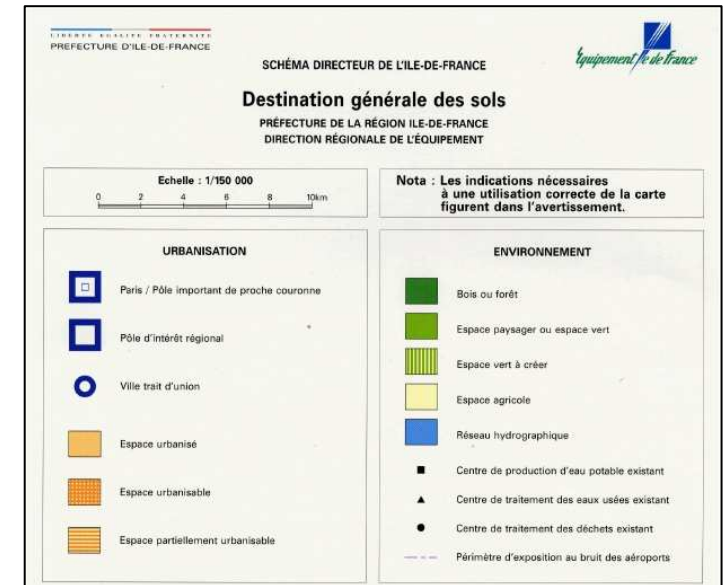 LIBERTÉ EGALITÉ FRATERNITÉ
PREFECTURE D'ILE-DE-FRANCE
Équipement Ile de France
SCHÉMA DIRECTEUR DE L'ILE-DE-FRANCE
Destination générale des sols
PRÉFECTURE DE LA RÉGION ILE-DE-FRANCE
DIRECTION RÉGIONALE DE L'ÉQUIPEMENT
Echelle : 1/150 000
0 2 4 6 8 10km
Nota : Les indications nécessaires
à une utilisation correcte de la carte
figurent dans l'avertissement.
URBANISATION
Paris / Pôle important de proche couronne
Pôle d'intérêt régional
Ville trait d'union
Espace urbanisé
Espace urbanisable
Espace partiellement urbanisable
ENVIRONNEMENT
Bois ou forêt
Espace paysager ou espace vert
Espace vert à créer
Espace agricole
Réseau hydrographique
Centre de production d'eau potable existant
Centre de traitement des eaux usées existant
Centre de traitement des déchets existant
Périmètre d'exposition au bruit des aéroports